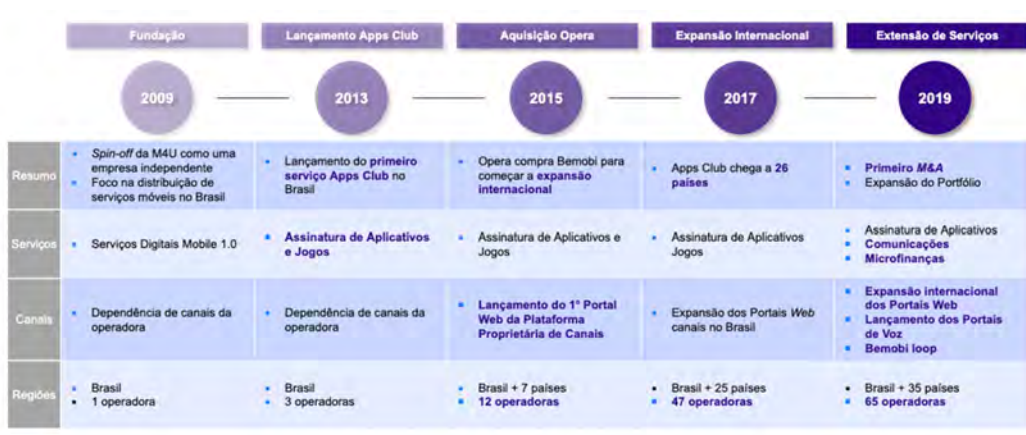 Fundação
Lançamento Apps Club
Aquisição Opera
Expansão Internacional
Extensão de Serviços
2009
2013
2015
2017
2019
Resumo
Spin-off da M4U como uma
empresa independente
Foco na distribuição de
serviços móveis no Brasil
Lançamento do primeiro
serviço Apps Club no
Brasil
Opera compra Bemobi para
começar a expansão
internacional
Apps Club chega a 26
países
Primeiro M&A
Expansão do Portfólio
Serviços
Serviços Digitais Mobile 1.0
Assinatura de Aplicativos
e Jogos
Assinatura de Aplicativos e
Jogos
Assinatura de Aplicativos
Jogos
Assinatura de Aplicativos
Comunicações
Microfinanças
Canais
Dependência de canais da
operadora
Dependência de canais da
operadora
Lançamento do 1º Portal
Web da Plataforma
Proprietária de Canais
Expansão dos Portais Web
canais no Brasil
Expansão internacional
dos Portais Web
Lançamento dos Portais
de Voz
Bemobi loop
Regiões
Brasil
1 operadora
Brasil
3 operadoras
Brasil + 7 países
12 operadoras
Brasil + 25 países
47 operadoras
Brasil + 35 países
65 operadoras